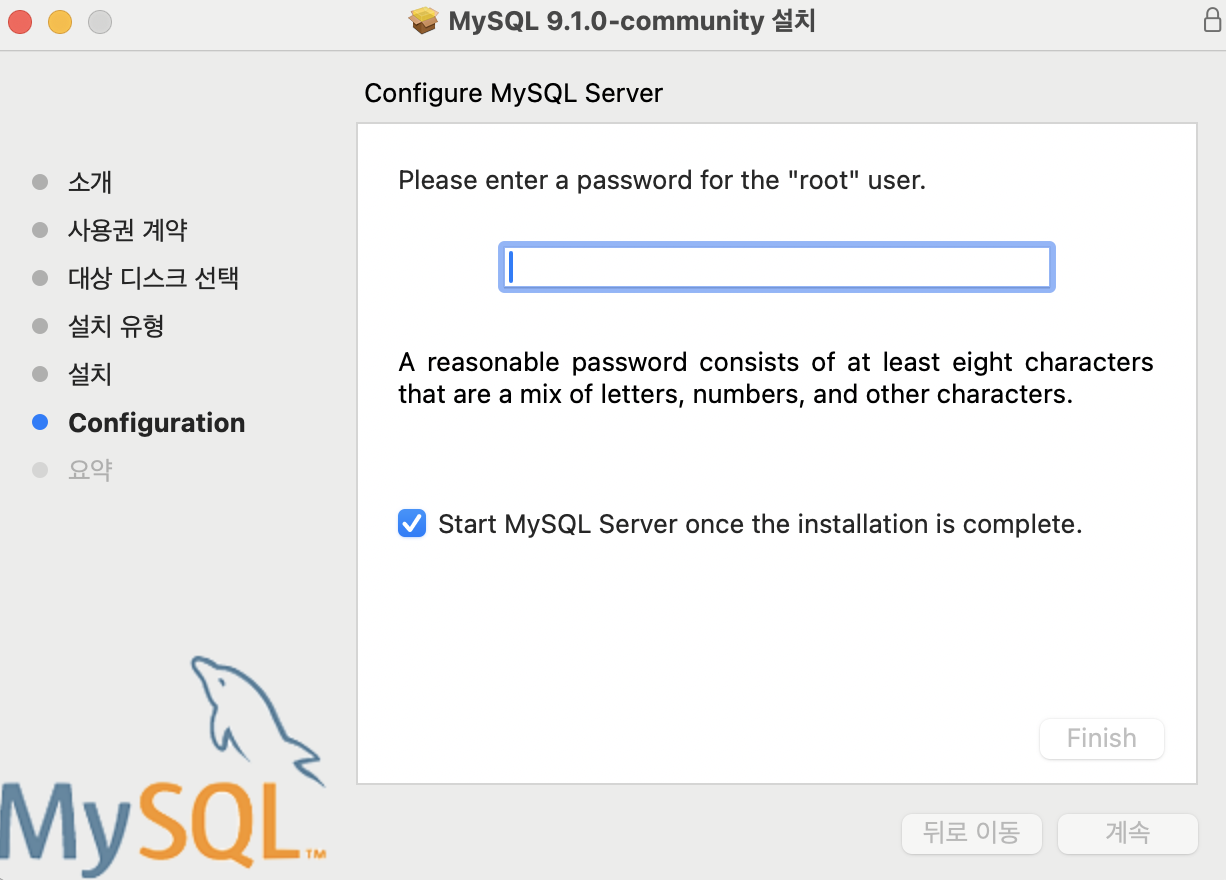 MySQL 9.1.0-community 설치
Configure MySQL Server
소개
사용권 계약
대상 디스크 선택
설치 유형
설치
Configuration
요약
Please enter a password for the "root" user.
A reasonable password consists of at least eight characters
that are a mix of letters, numbers, and other characters.
Start MySQL Server once the installation is complete.
Finish
MySQL™
뒤로 이동
계속